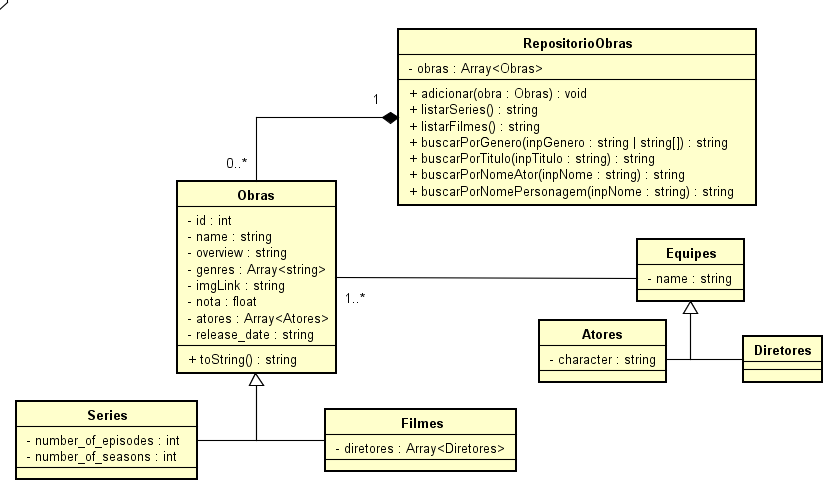 RepositorioObras
- obras : Array<Obras>
+ adicionar(obra : Obras) : void
+ listarSeries() : string
+ listarFilmes() : string
+ buscarPorGenero(inpGenero : string | string[]) : string
+ buscarPorTitulo(inpTitulo : string) : string
+ buscarPorNomeAtor(inpNome : string) : string
+ buscarPorNomePersonagem(inpNome : string) : string
1
0..*
Obras
- id : int
- name : string
- overview : string
- genres : Array<string>
- imgLink : string
- nota : float
- atores : Array<Atores>
- release_date : string
+ toString() : string
1..*
Equipes
- name : string
Atores
- character : string
Diretores
Series
- number_of_episodes : int
- number_of_seasons : int
Filmes
- diretores : Array<Diretores>